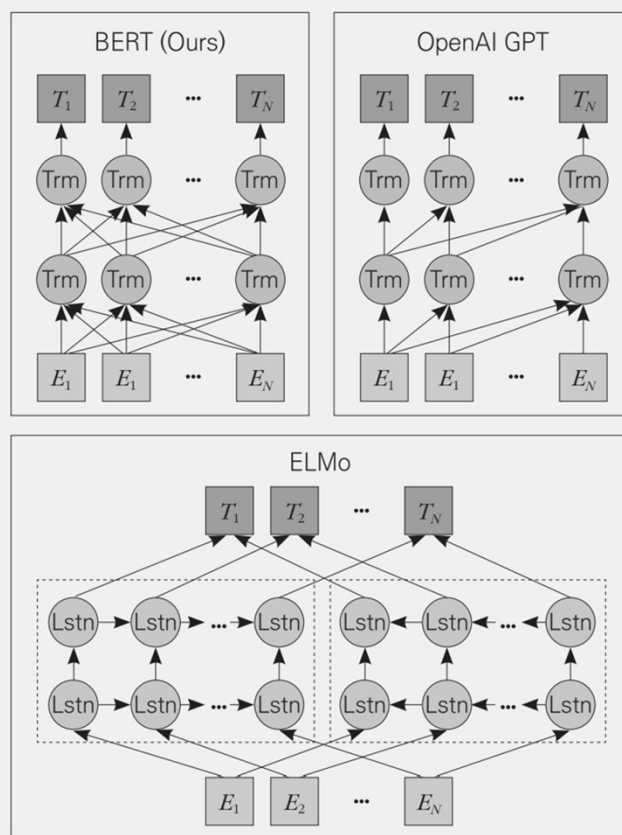 BERT (Ours)
T1 T2 ... TN
Trm Trm ... Trm
Trm Trm ... Trm
E1 E1 ... EN
OpenAI GPT
T1 T2 ... TN
Trm Trm ... Trm
Trm Trm ... Trm
E1 E1 ... EN
ELMo
T1 T2 ... TN
Lstn Lstn ... Lstn Lstn Lstn ... Lstn
Lstn Lstn ... Lstn Lstn Lstn ... Lstn
E1 E2 ... EN